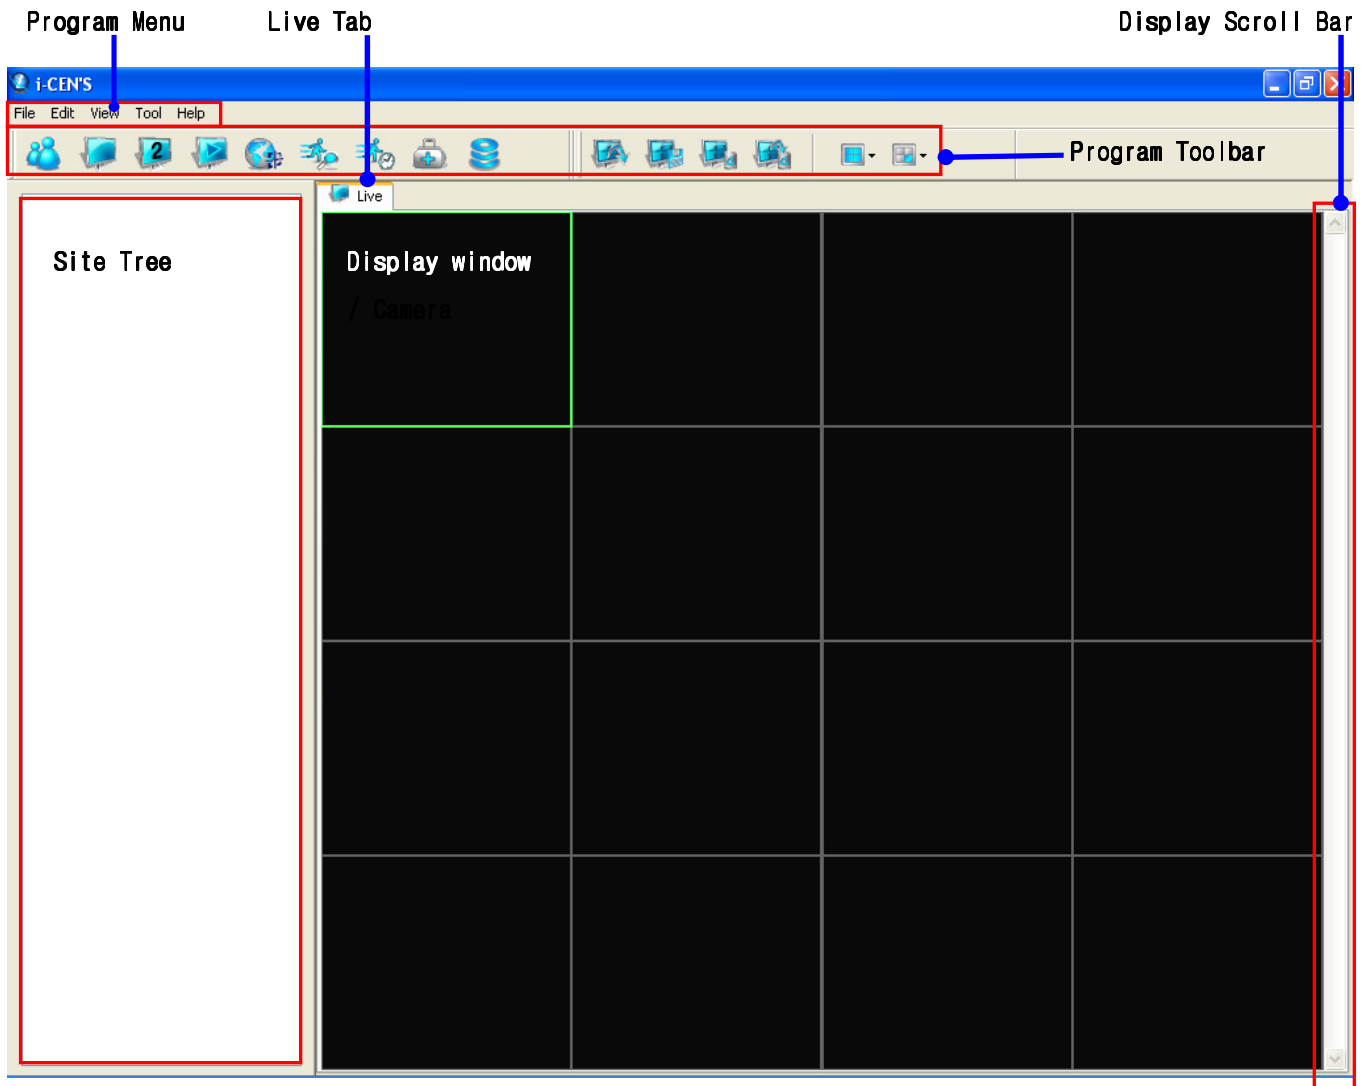 Program Menu
Live Tab
Display Scroll Bar
i-CEN'S
File Edit View Tool Help
2
Program Toolbar
Live
Site Tree
Display window
/ Camera